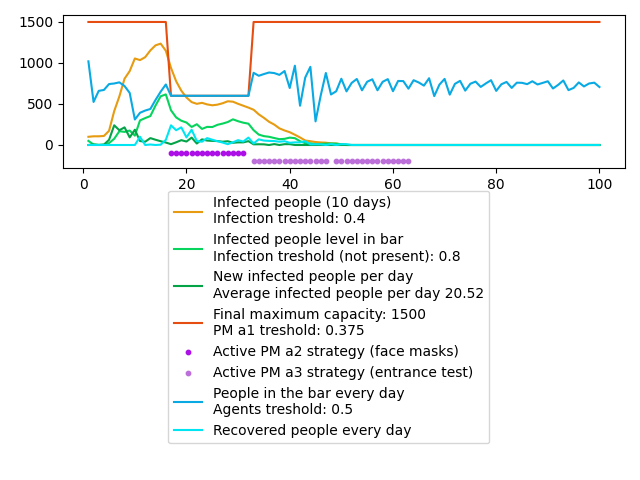 1500
1000
500
0
0 20 40 60 80 100
Infected people (10 days)
Infection treshold: 0.4
Infected people level in bar
Infection treshold (not present): 0.8
New infected people per day
Average infected people per day 20.52
Final maximum capacity: 1500
PM a1 treshold: 0.375
Active PM a2 strategy (face masks)
Active PM a3 strategy (entrance test)
People in the bar every day
Agents treshold: 0.5
Recovered people every day